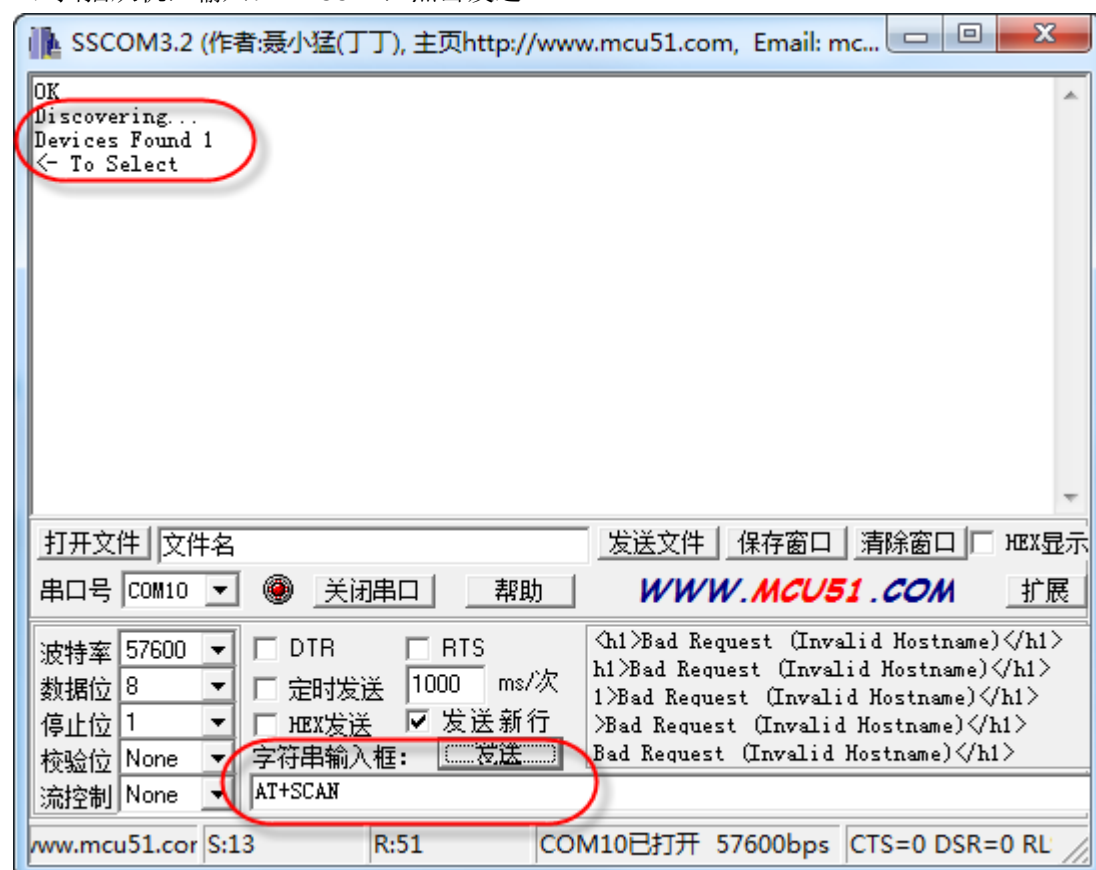 SSCOM3.2 (作者:聂小猛(丁丁), 主页http://www.mcu51.com, Email: mc...
OK
Discovering...
Devices Found 1
<- To Select
打开文件 文件名 发送文件 保存窗口 清除窗口 HEX显示
串口号 COM10 关闭串口 帮助 WWW.MCU51.COM 扩展
波特率 57600 DTR RTS
数据位 8 定时发送 1000 ms/次
停止位 1 HEX发送 发送新行
校验位 None 字符串输入框: 发送
流控制 None AT+SCAN
<h1>Bad Request (Invalid Hostname)</h1>
h1>Bad Request (Invalid Hostname)</h1>
1>Bad Request (Invalid Hostname)</h1>
>Bad Request (Invalid Hostname)</h1>
Bad Request (Invalid Hostname)</h1>
www.mcu51.cor S:13 R:51 COM10已打开 57600bps CTS=0 DSR=0 RL